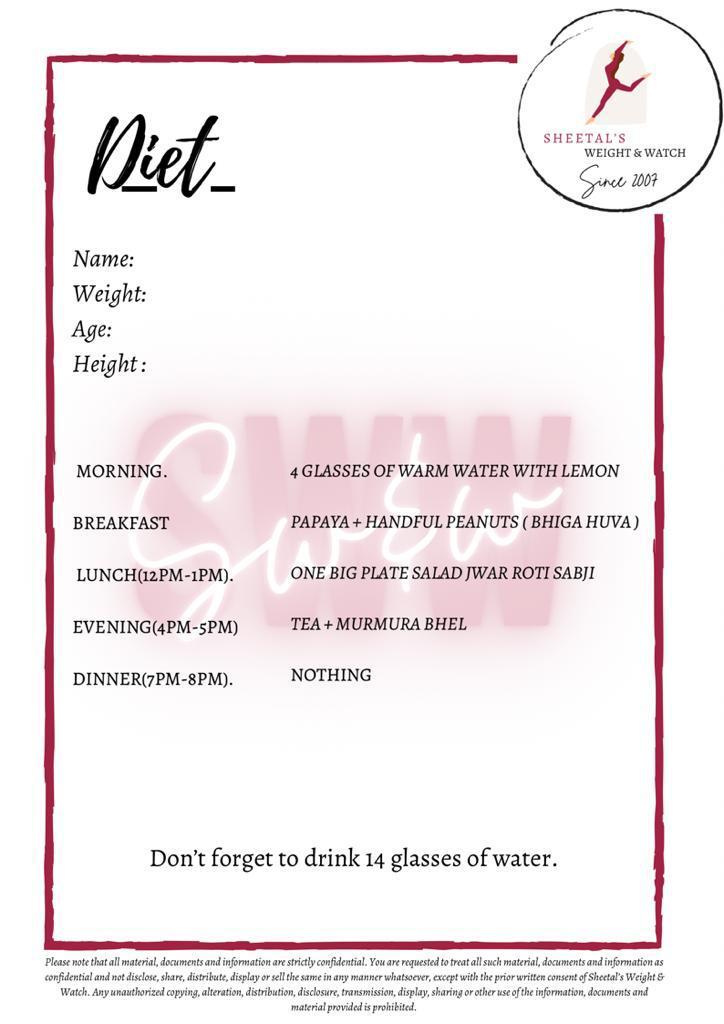 SHEETAL'S
WEIGHT & WATCH
Since 2007
Diet
Name:
Weight:
Age:
Height :
SWW
Sw&w
MORNING. 4 GLASSES OF WARM WATER WITH LEMON
BREAKFAST PAPAYA + HANDFUL PEANUTS ( BHIGA HUVA )
LUNCH(12PM-1PM). ONE BIG PLATE SALAD JWAR ROTI SABJI
EVENING(4PM-5PM) TEA + MURMURA BHEL
DINNER(7PM-8PM). NOTHING
Don't forget to drink 14 glasses of water.
Please note that all material, documents and information are strictly confidential. You are requested to treat all such material, documents and information as
confidential and not disclose, share, distribute, display or sell the same in any manner whatsoever, except with the prior written consent of Sheetal's Weight &
Watch. Any unauthorized copying, alteration, distribution, disclosure, transmission, display, sharing or other use of the information, documents and
material provided is prohibited.